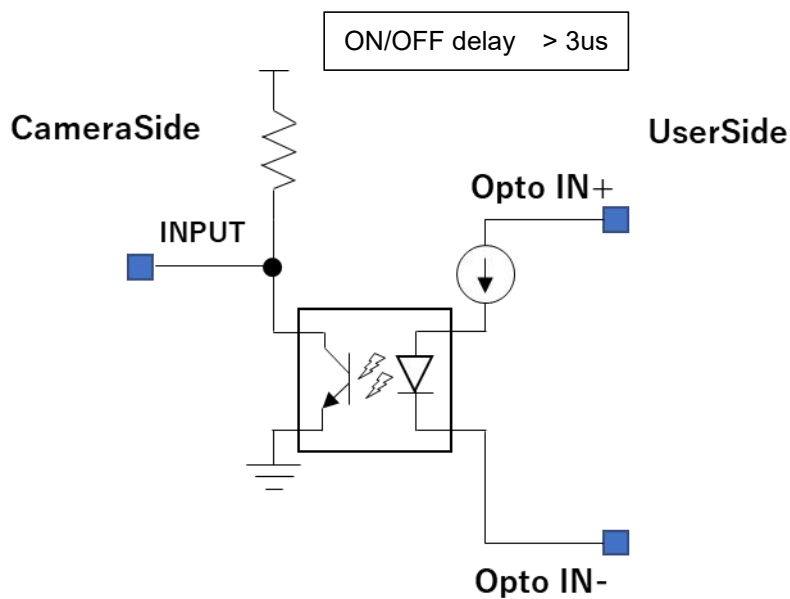 ON/OFF delay > 3us
CameraSide
UserSide
Opto IN+
INPUT
Opto IN-